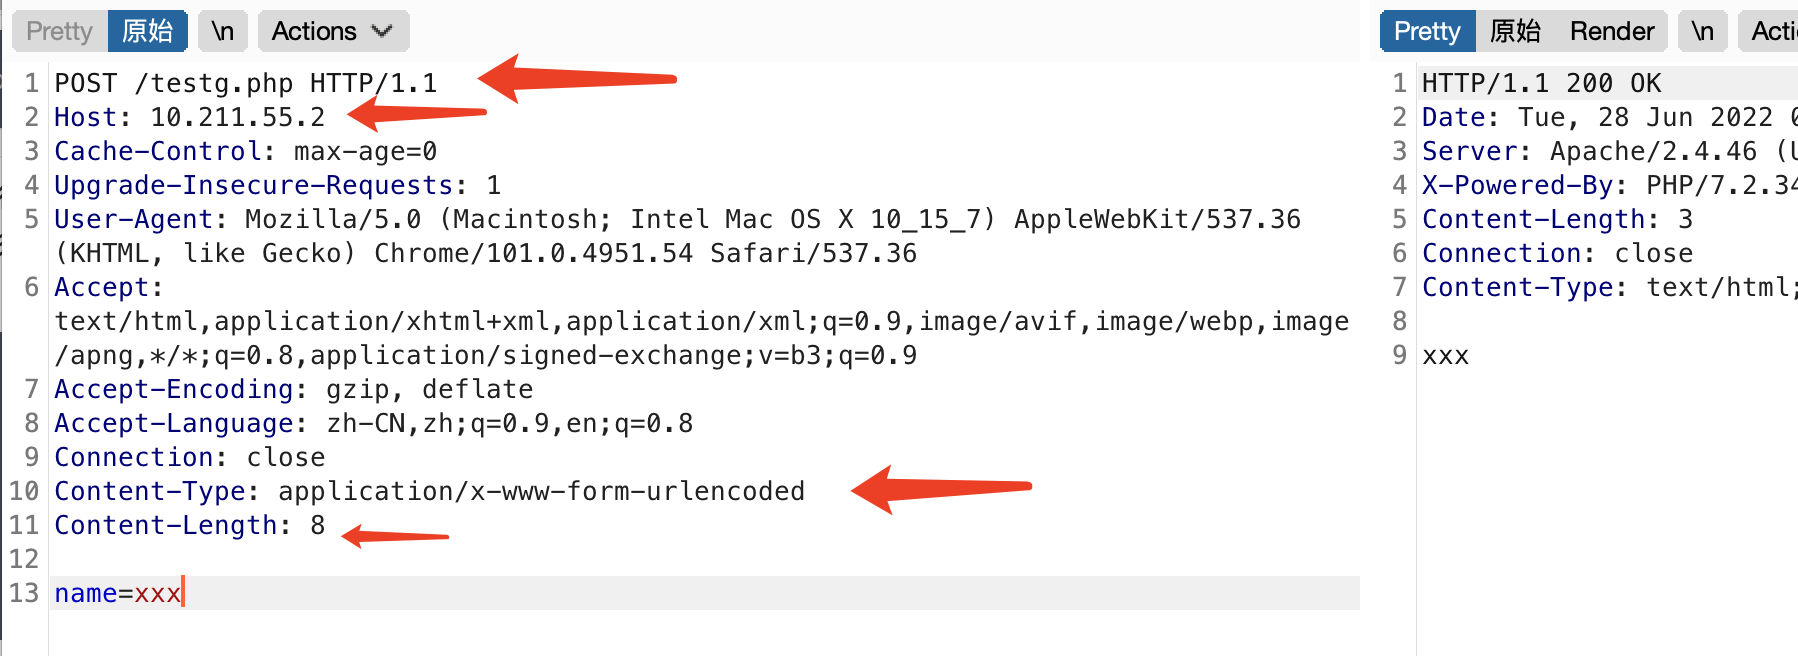 Pretty 原始 \n Actions
1 POST /testg.php HTTP/1.1
2 Host: 10.211.55.2
3 Cache-Control: max-age=0
4 Upgrade-Insecure-Requests: 1
5 User-Agent: Mozilla/5.0 (Macintosh; Intel Mac OS X 10_15_7) AppleWebKit/537.36
(KHTML, like Gecko) Chrome/101.0.4951.54 Safari/537.36
6 Accept:
text/html,application/xhtml+xml,application/xml;q=0.9,image/avif,image/webp,image
/apng,*/*;q=0.8,application/signed-exchange;v=b3;q=0.9
7 Accept-Encoding: gzip, deflate
8 Accept-Language: zh-CN,zh;q=0.9,en;q=0.8
9 Connection: close
10 Content-Type: application/x-www-form-urlencoded
11 Content-Length: 8
12
13 name=xxx
Pretty 原始 Render \n Acti
1 HTTP/1.1 200 OK
2 Date: Tue, 28 Jun 2022
3 Server: Apache/2.4.46 (
4 X-Powered-By: PHP/7.2.34
5 Content-Length: 3
6 Connection: close
7 Content-Type: text/html;
8
9 xxx